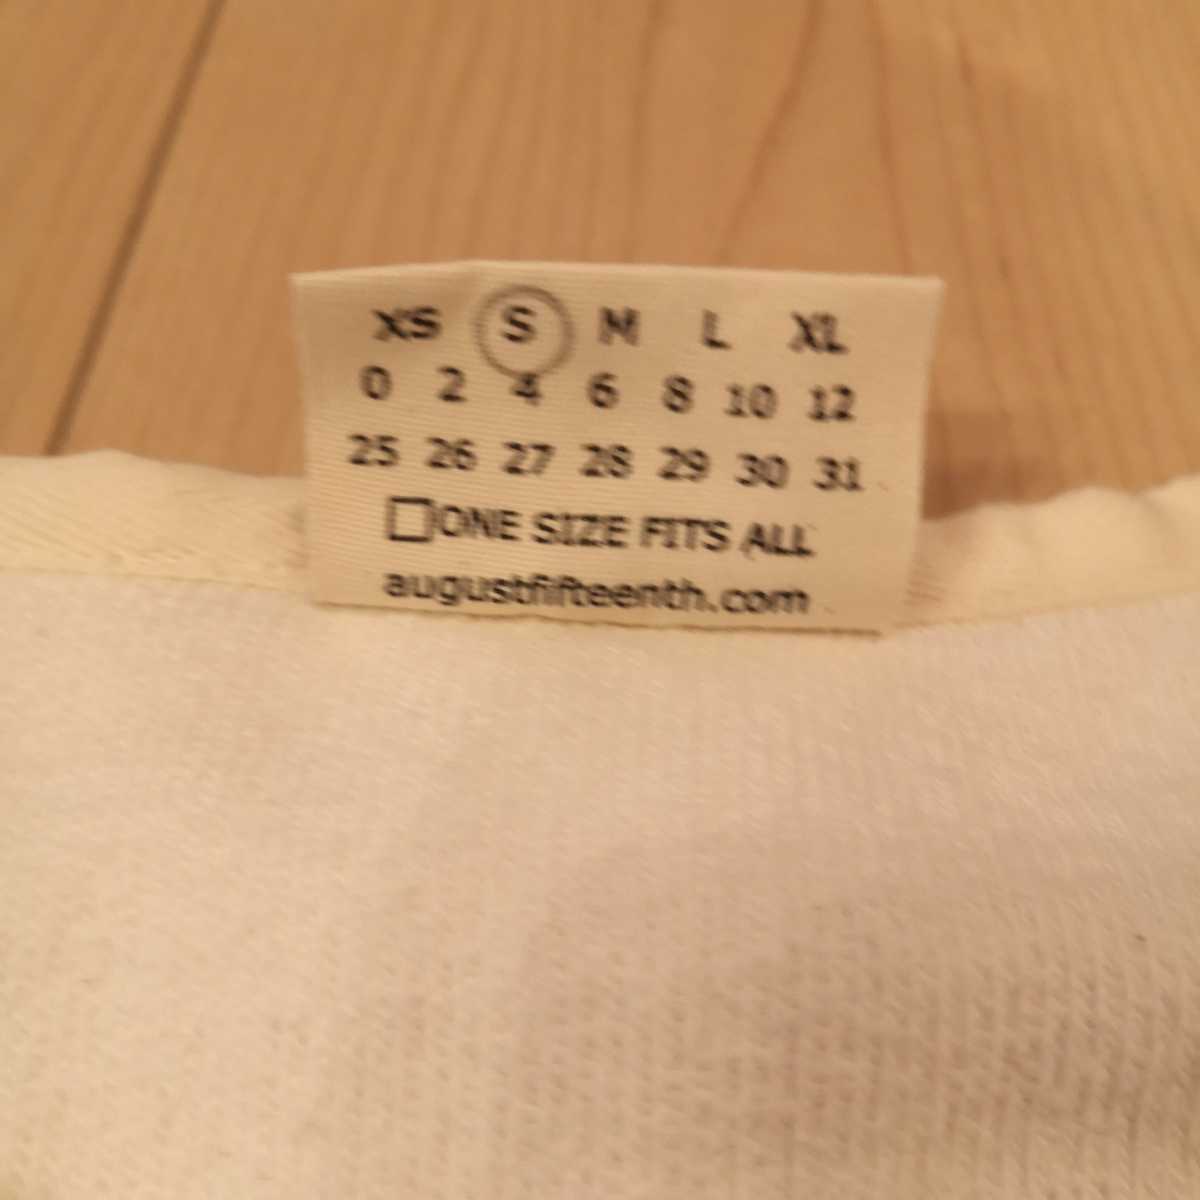 XS S M L XL
0 2 4 6 8 10 12
25 26 27 28 29 30 31
ONE SIZE FITS ALL
augustfifteenth.com